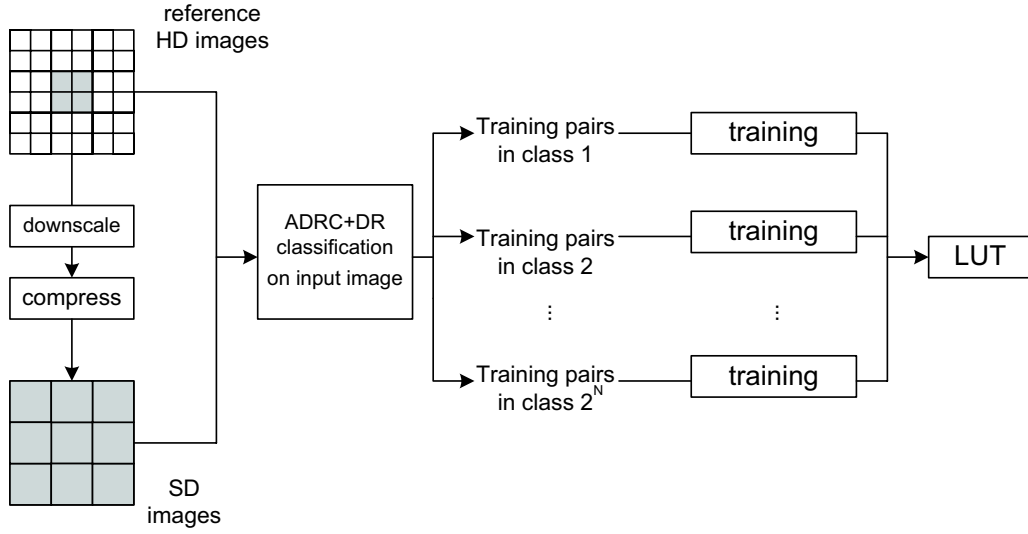 reference
HD images
downscale
compress
SD
images
ADRC+DR
classification
on input image
Training pairs
in class 1
training
Training pairs
in class 2
training
⋮
⋮
Training pairs
in class 2^N
training
LUT